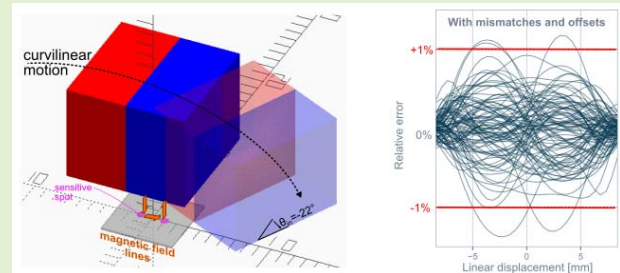 curvilinear
motion
sensitive
spot
magnetic field
lines
θin=-22°
With mismatches and offsets
+1%
0%
-1%
Relative error
−5
0
5
Linear displacement [mm]